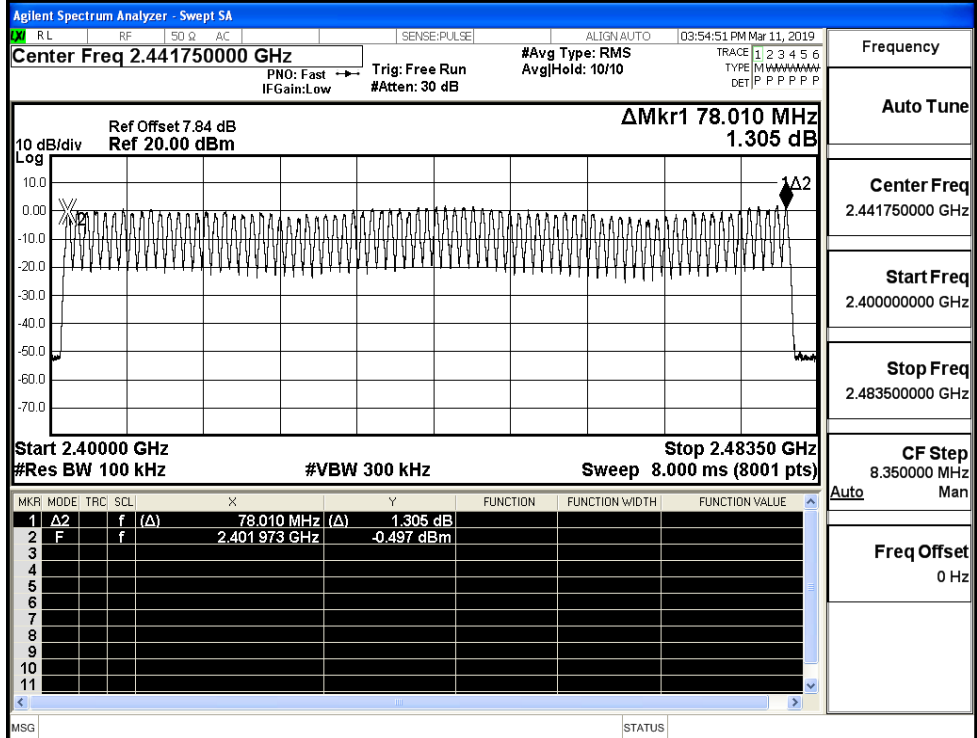 Agilent Spectrum Analyzer - Swept SA
LXI RL RF 50 Ω AC SENSE:PULSE ALIGN AUTO 03:54:51 PM Mar 11, 2019
Center Freq 2.441750000 GHz
#Avg Type: RMS
TRACE 1 2 3 4 5 6
PNO: Fast
Trig: Free Run
Avg|Hold: 10/10
TYPE M WWWWW
IFGain:Low
#Atten: 30 dB
DET P P P P P P
ΔMkr1 78.010 MHz
1.305 dB
Ref Offset 7.84 dB
10 dB/div Ref 20.00 dBm
Log
10.0
0.00
-10.0
-20.0
-30.0
-40.0
-50.0
-60.0
-70.0
2
1Δ2
Start 2.40000 GHz Stop 2.48350 GHz
#Res BW 100 kHz #VBW 300 kHz Sweep 8.000 ms (8001 pts)
MKR MODE TRC SCL X Y FUNCTION FUNCTION WIDTH FUNCTION VALUE
1 Δ2 f (Δ) 78.010 MHz (Δ) 1.305 dB
2 F f 2.401 973 GHz -0.497 dBm
3
4
5
6
7
8
9
10
11
MSG STATUS
Frequency
Auto Tune
Center Freq
2.441750000 GHz
Start Freq
2.400000000 GHz
Stop Freq
2.483500000 GHz
CF Step
8.350000 MHz
Auto Man
Freq Offset
0 Hz